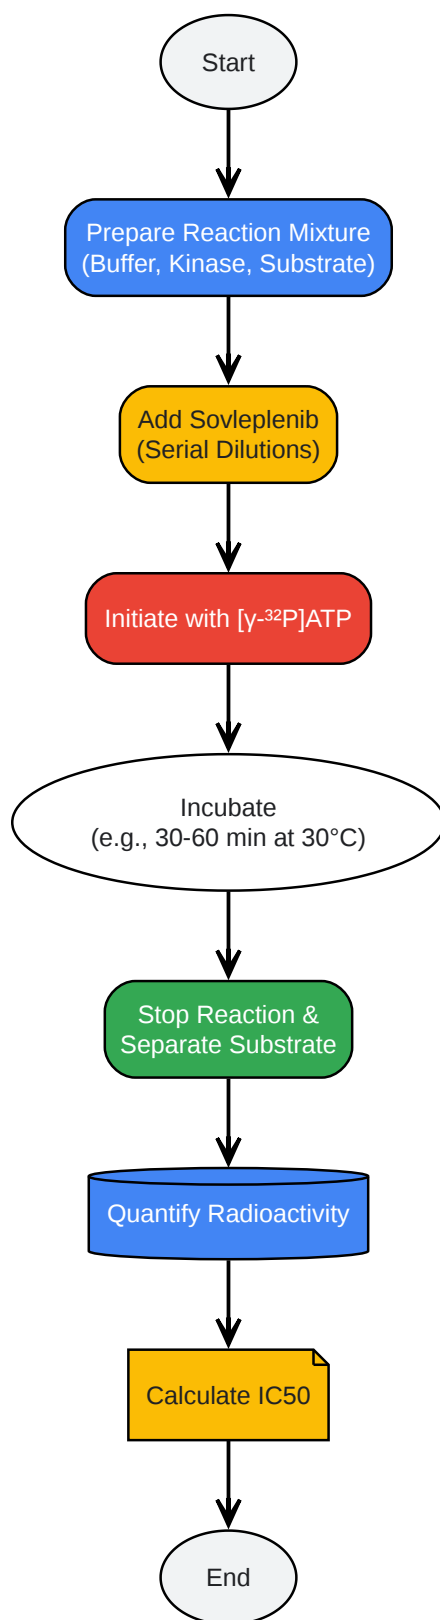 Start
Prepare Reaction Mixture
(Buffer, Kinase, Substrate)
Add Sovleplenib
(Serial Dilutions)
Initiate with [γ-³²P]ATP
Incubate
(e.g., 30-60 min at 30°C)
Stop Reaction &
Separate Substrate
Quantify Radioactivity
Calculate IC50
End